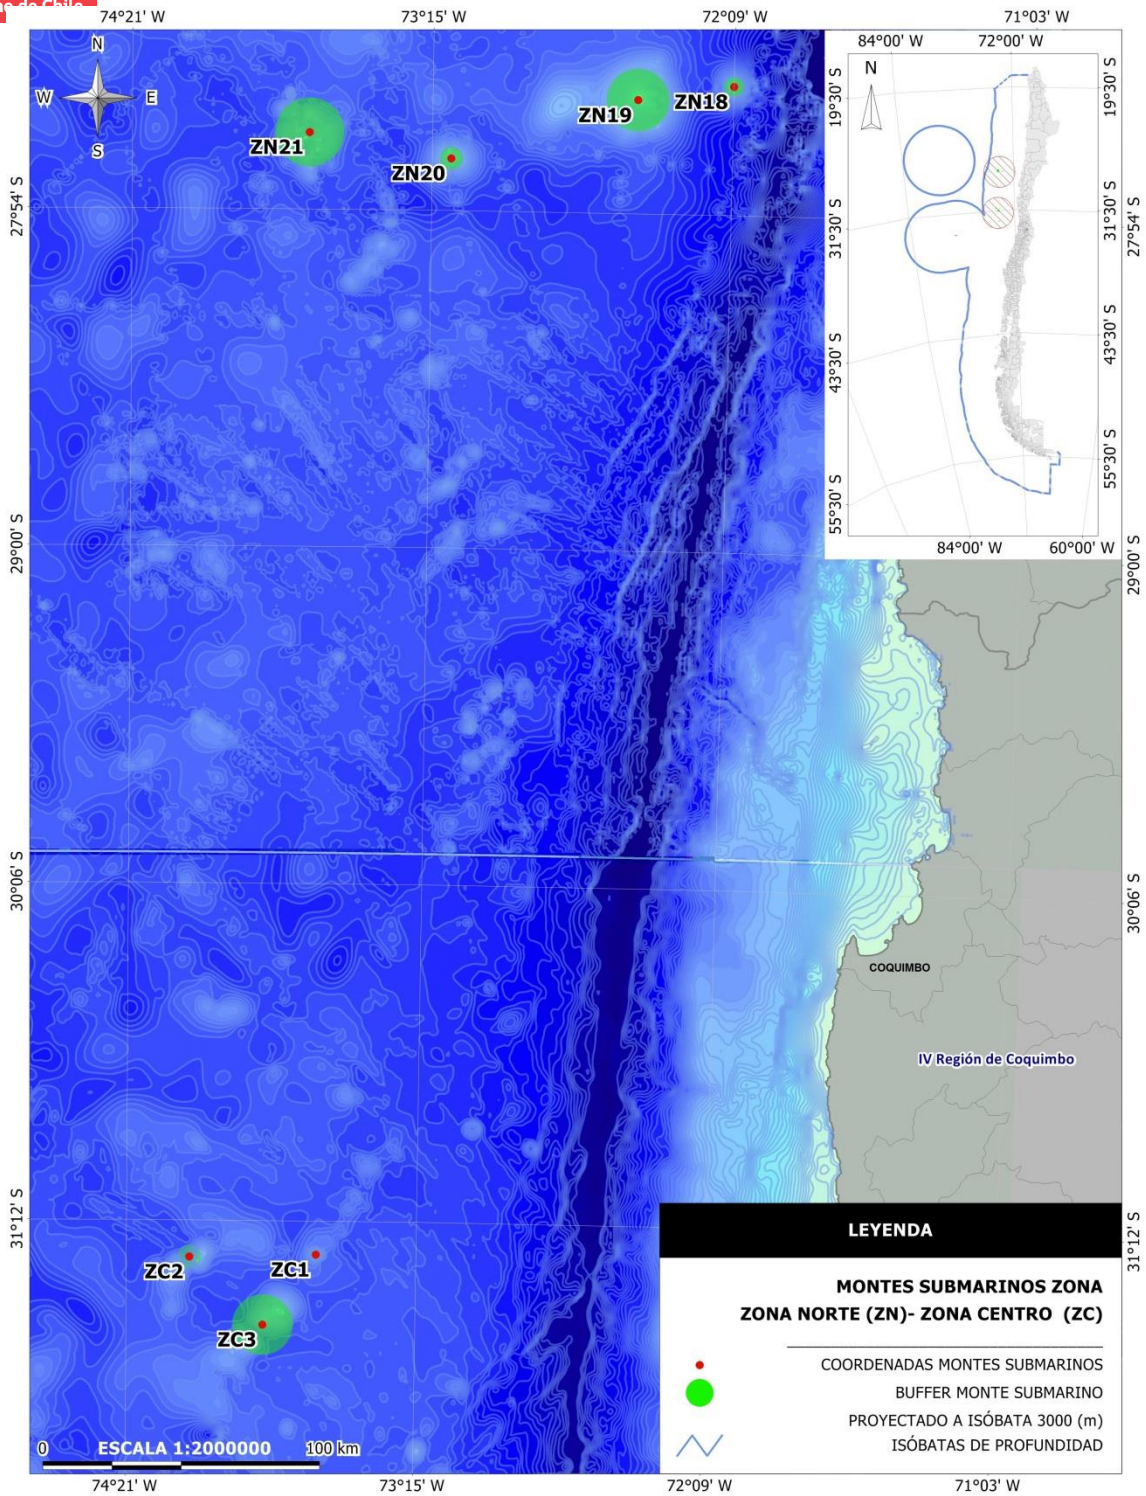 no de Chile
74°21' W
73°15' W
72°09' W
71°03' W
N
W
E
S
ZN21
ZN20
ZN19
ZN18
84°00' W
72°00' W
N
19°30' S
31°30' S
43°30' S
55°30' S
19°30' S
31°30' S
43°30' S
55°30' S
84°00' W
60°00' W
27°54' S
27°54' S
29°00' S
29°00' S
30°06' S
30°06' S
COQUIMBO
IV Región de Coquimbo
31°12' S
31°12' S
ZC2
ZC1
ZC3
LEYENDA
MONTES SUBMARINOS ZONA
ZONA NORTE (ZN)- ZONA CENTRO (ZC)
COORDENADAS MONTES SUBMARINOS
BUFFER MONTE SUBMARINO
PROYECTADO A ISÓBATA 3000 (m)
ISÓBATAS DE PROFUNDIDAD
0
ESCALA 1:2000000
100 km
74°21' W
73°15' W
72°09' W
71°03' W